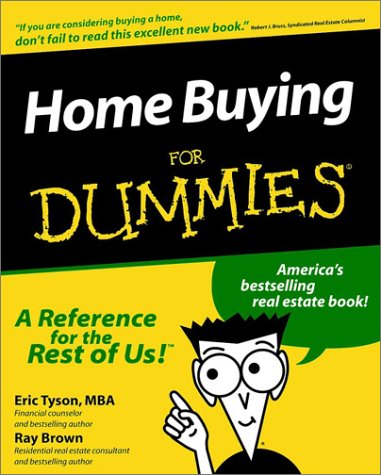 "If you are considering buying a home,
don't fail to read this excellent new book." - Robert J. Bruss, Syndicated Real Estate Columnist
Home Buying
FOR
DUMMIES®
America's
bestselling
real estate book!
A Reference
for the
Rest of Us!™
Eric Tyson, MBA
Financial counselor
and bestselling author
Ray Brown
Residential real estate consultant
and bestselling author